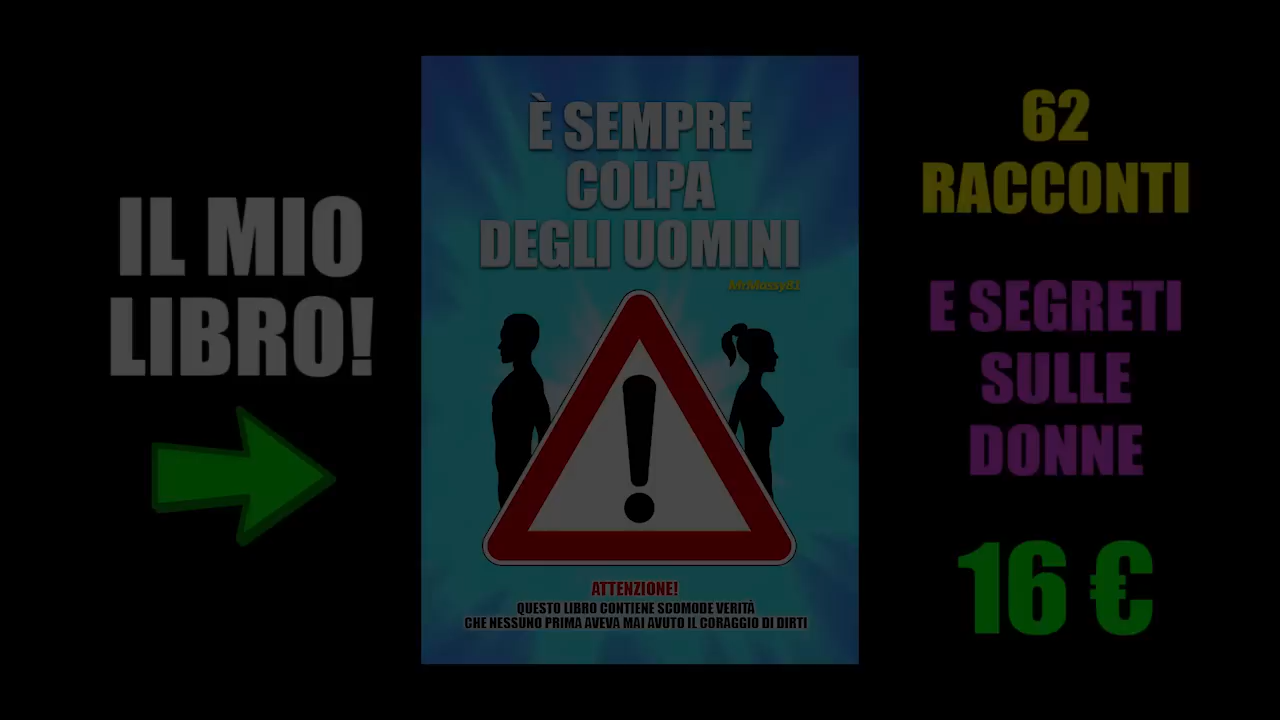 IL MIO
LIBRO!
È SEMPRE
COLPA
DEGLI UOMINI
MrMassy81
ATTENZIONE!
QUESTO LIBRO CONTIENE SCOMODE VERITÀ
CHE NESSUNO PRIMA AVEVA MAI AVUTO IL CORAGGIO DI DIRTI
62
RACCONTI
E SEGRETI
SULLE
DONNE
16 €